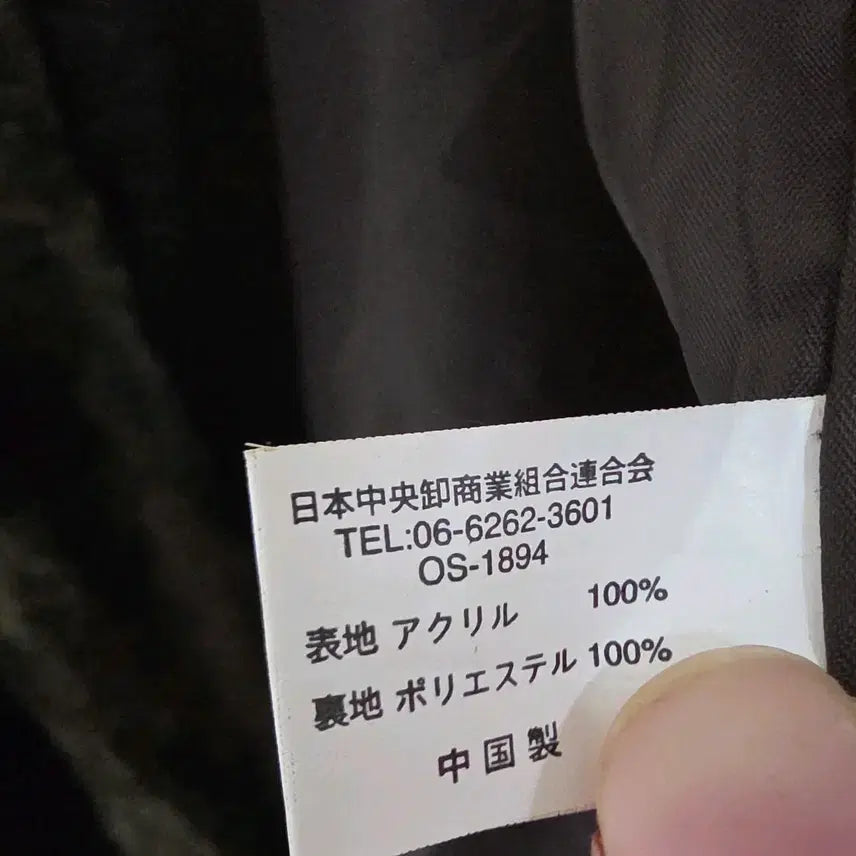 日本中央卸商業組合連合会
TEL:06-6262-3601
OS-1894
表地 アクリル 100%
裏地 ポリエステル 100%
中国製